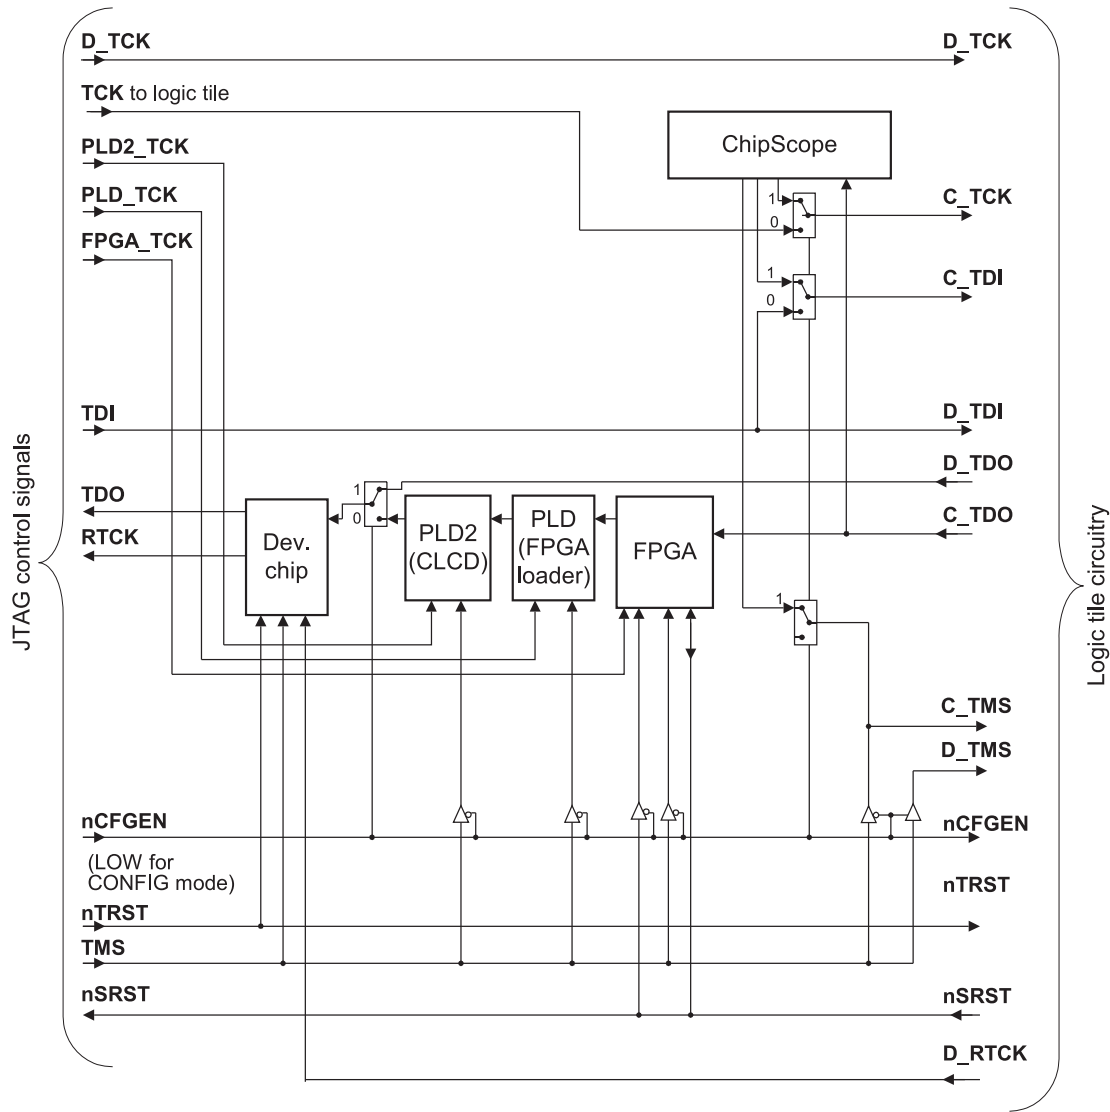 D_TCK
D_TCK
TCK to logic tile
PLD2_TCK
ChipScope
PLD_TCK
1
C_TCK
0
FPGA_TCK
1
C_TDI
0
TDI
D_TDI
D_TDO
TDO
1
0
C_TDO
RTCK
Dev.
chip
PLD2
(CLCD)
PLD
(FPGA
loader)
FPGA
1
JTAG control signals
Logic tile circuitry
C_TMS
D_TMS
nCFGEN
nCFGEN
(LOW for
CONFIG mode)
nTRST
nTRST
TMS
nSRST
nSRST
D_RTCK